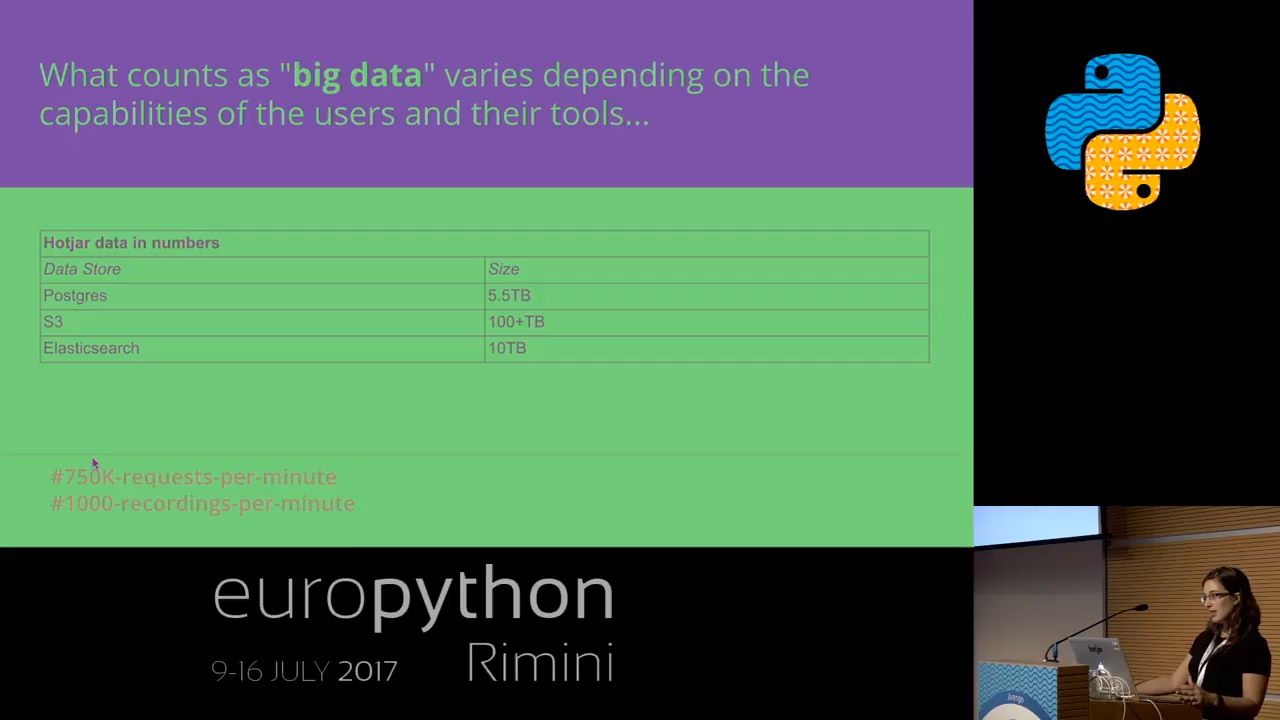 What counts as "big data" varies depending on the
capabilities of the users and their tools...
Hotjar data in numbers
Data Store Size
Postgres 5.5TB
S3 100+TB
Elasticsearch 10TB
#750K-requests-per-minute
#1000-recordings-per-minute
europython
9-16 JULY 2017 Rimini
hotjar